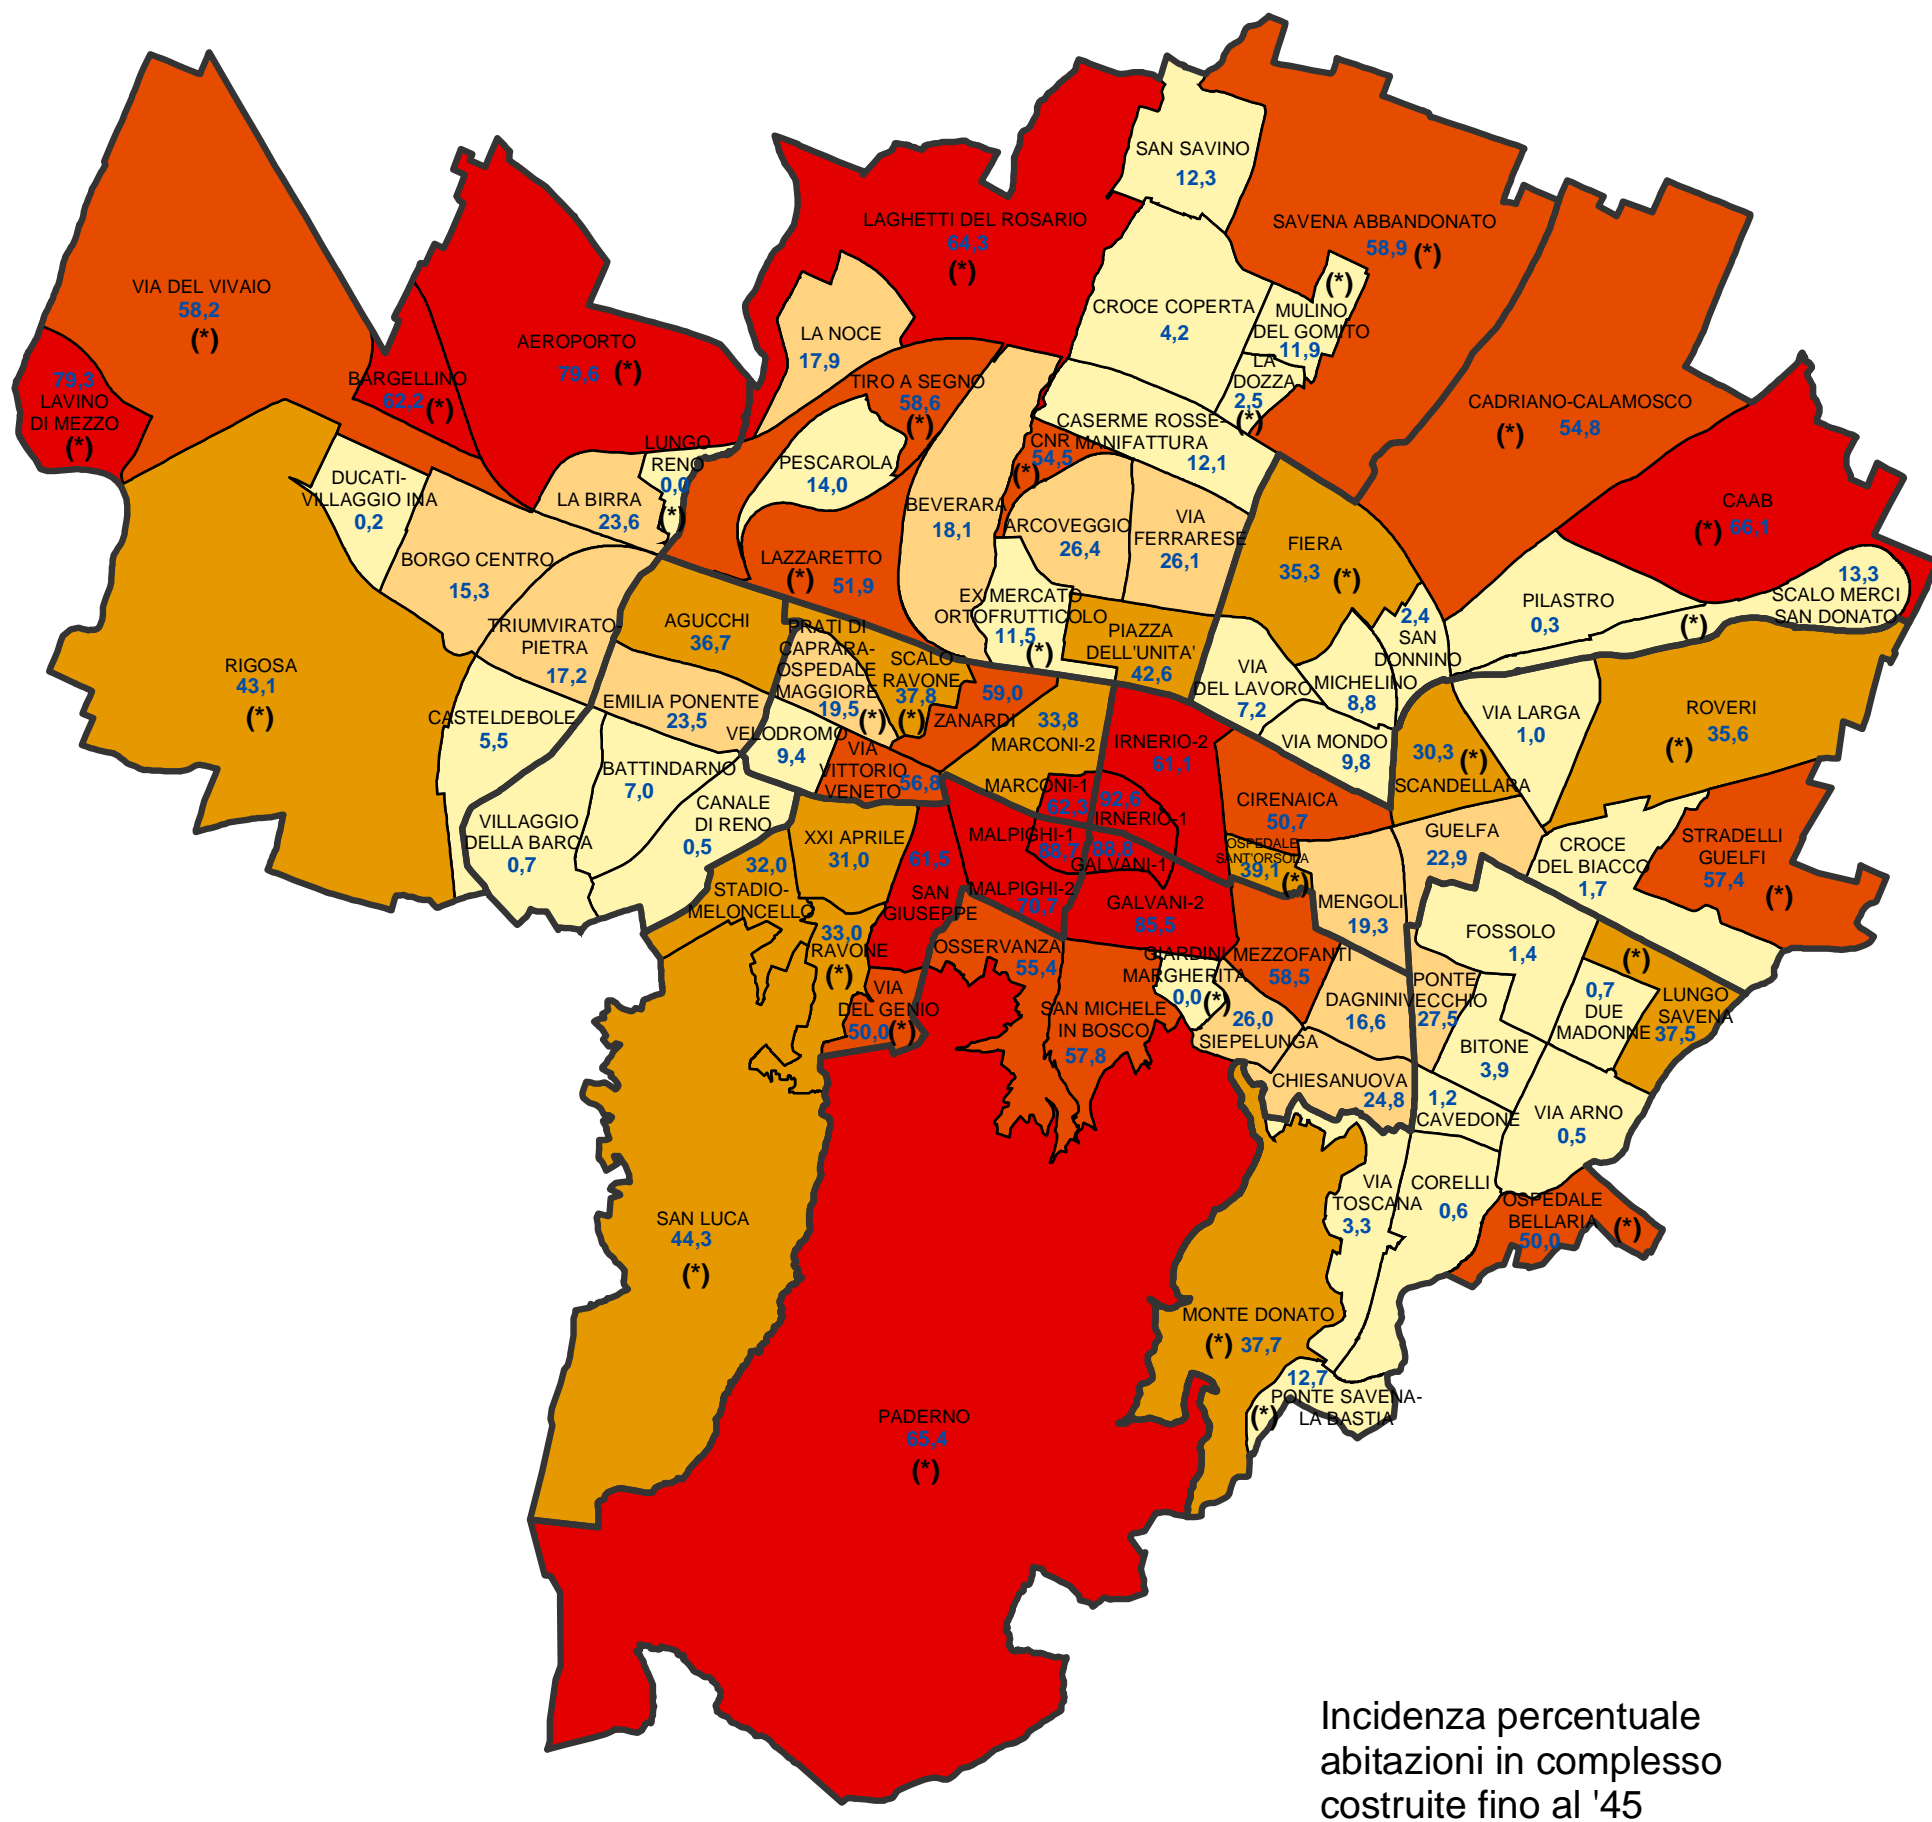 SAN SAVINO
12,3
LAGHETTI DEL ROSARIO
64,3
(*)
SAVENA ABBANDONATO
58,9 (*)
VIA DEL VIVAIO
58,2
(*)
CROCE COPERTA
4,2
(*)
MULINO
DEL GOMITO
11,9
LA NOCE
17,9
AEROPORTO
79,6 (*)
79,3
LAVINO
DI MEZZO
(*)
BARGELLINO
62,2 (*)
TIRO A SEGNO
58,6
(*)
LA
DOZZA
2,5
(*)
CADRIANO-CALAMOSCO
(*) 54,8
CASERME ROSSE-
MANIFATTURA
12,1
CNR
54,5
(*)
LUNGO
RENO
0,0
(*)
PESCAROLA
14,0
DUCATI-
VILLAGGIO INA
0,2
LA BIRRA
23,6
BEVERARA
18,1
ARCOVEGGIO
26,4
VIA
FERRARESE
26,1
CAAB
(*) 66,1
FIERA
35,3 (*)
BORGO CENTRO
15,3
LAZZARETTO
(*) 51,9
13,3
SCALO MERCI
SAN DONATO
(*)
PILASTRO
0,3
EX MERCATO
ORTOFRUTTICOLO
11,5
(*)
AGUCCHI
36,7
TRIUMVIRATO-
PIETRA
17,2
PRATI DI
CAPRARA-
OSPEDALE
MAGGIORE
19,5 (*)
PIAZZA
DELL'UNITA'
42,6
2,4
SAN
DONNINO
RIGOSA
43,1
(*)
SCALO
RAVONE
37,8
(*)
VIA
DEL LAVORO
7,2
MICHELINO
8,8
59,0
ZANARDI
EMILIA PONENTE
23,5
CASTELDEBOLE
5,5
33,8
MARCONI-2
VIA LARGA
1,0
ROVERI
(*) 35,6
VELODROMO
9,4
VIA
VITTORIO
VENETO
56,8
IRNERIO-2
61,1
VIA MONDO
9,8
30,3 (*)
SCANDELLARA
BATTINDARNO
7,0
MARCONI-1
62,3
92,6
IRNERIO-1
CIRENAICA
50,7
CANALE
DI RENO
0,5
VILLAGGIO
DELLA BARCA
0,7
XXI APRILE
31,0
MALPIGHI-1
88,7
88,8
GALVANI-1
OSPEDALE
SANT'ORSOLA
39,1
(*)
GUELFA
22,9
CROCE
DEL BIACCO
1,7
STRADELLI
GUELFI
57,4
(*)
32,0
STADIO-
MELONCELLO
61,5
SAN
GIUSEPPE
MALPIGHI-2
70,7
GALVANI-2
85,5
MENGOLI
19,3
33,0
RAVONE
(*)
OSSERVANZA
55,4
GIARDINI
MARGHERITA
0,0 (*)
MEZZOFANTI
58,5
FOSSOLO
1,4
(*)
VIA
DEL GENIO
50,0 (*)
SAN MICHELE
IN BOSCO
57,8
26,0
SIEPELUNGA
DAGNINI
16,6
PONTE
VECCHIO
27,5
0,7
DUE
MADONNE
LUNGO
SAVENA
37,5
BITONE
3,9
CHIESANUOVA
24,8
1,2
CAVEDONE
VIA ARNO
0,5
VIA
TOSCANA
3,3
CORELLI
0,6
OSPEDALE
BELLARIA (*)
50,0
SAN LUCA
44,3
(*)
MONTE DONATO
(*) 37,7
12,7
PONTE SAVENA-
LA BASTIA
(*)
PADERNO
65,4
(*)
Incidenza percentuale
abitazioni in complesso
costruite fino al '45